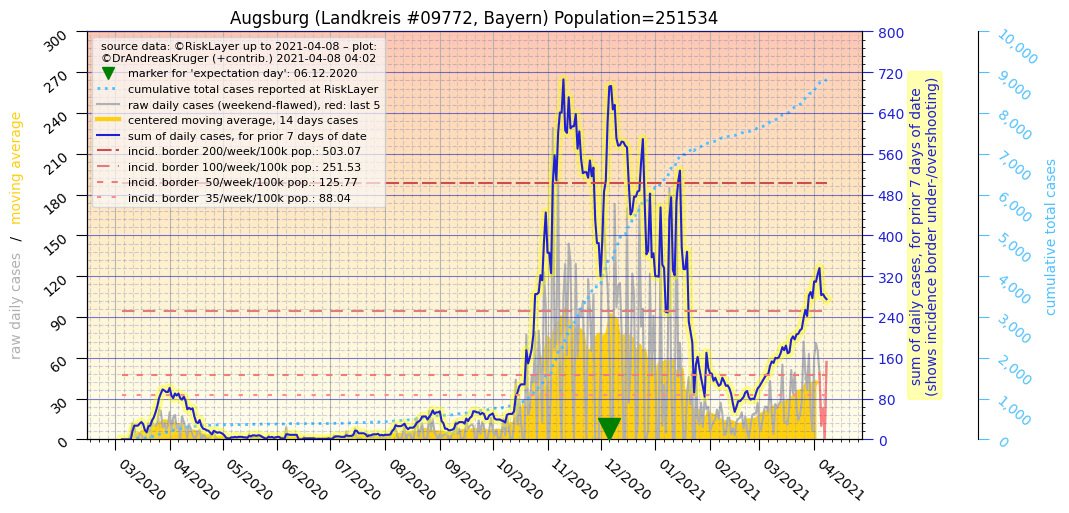 Augsburg (Landkreis #09772, Bayern) Population=251534
source data: ©RiskLayer up to 2021-04-08 – plot:
©DrAndreasKruger (+contrib.) 2021-04-08 04:02
marker for 'expectation day': 06.12.2020
cumulative total cases reported at RiskLayer
raw daily cases (weekend-flawed), red: last 5
centered moving average, 14 days cases
sum of daily cases, for prior 7 days of date
incid. border 200/week/100k pop.: 503.07
incid. border 100/week/100k pop.: 251.53
incid. border  50/week/100k pop.: 125.77
incid. border  35/week/100k pop.: 88.04
raw daily cases / moving average
300
270
240
210
180
150
120
90
60
30
0
03/2020
04/2020
05/2020
06/2020
07/2020
08/2020
09/2020
10/2020
11/2020
12/2020
01/2021
02/2021
03/2021
04/2021
800
720
640
560
480
400
320
240
160
80
0
sum of daily cases, for prior 7 days of date
(shows incidence border under-/overshooting)
10,000
9,000
8,000
7,000
6,000
5,000
4,000
3,000
2,000
1,000
0
cumulative total cases